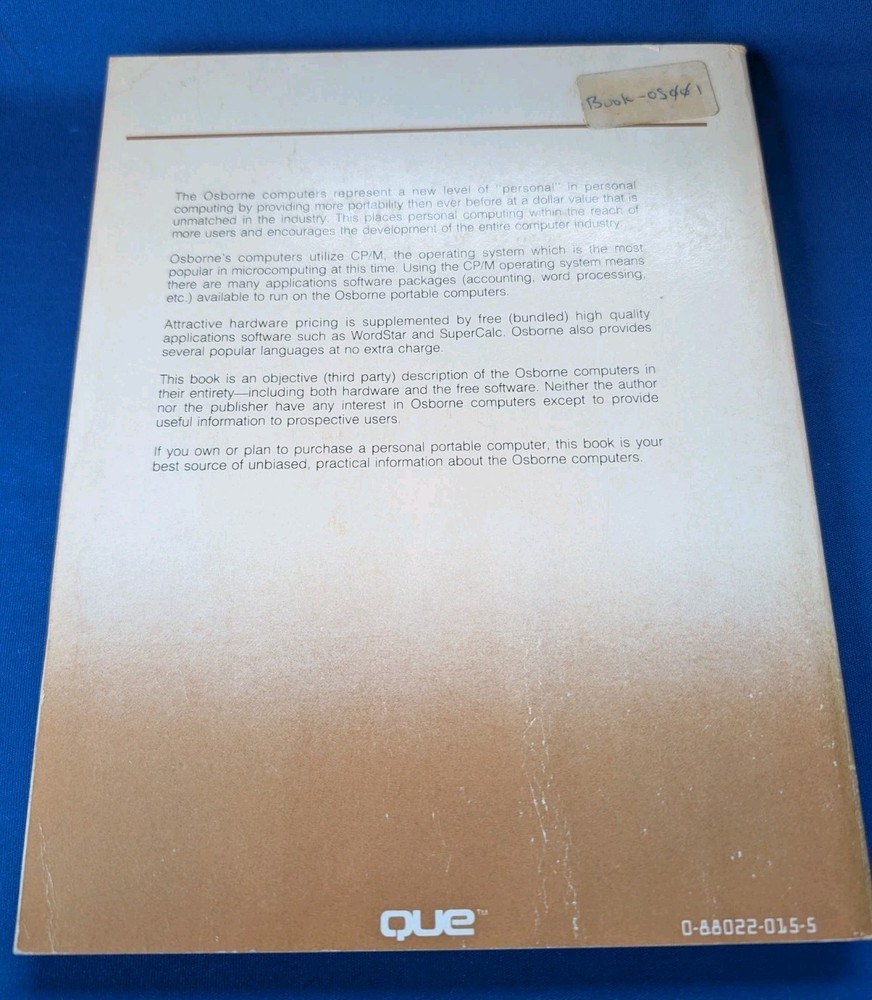 Book-OS001
The Osborne computers represent a new level of "personal" in personal
computing by providing more portability then ever before at a dollar value that is
unmatched in the industry. This places personal computing within the reach of
more users and encourages the development of the entire computer industry.
Osborne's computers utilize CP/M, the operating system which is the most
popular in microcomputing at this time. Using the CP/M operating system means
there are many applications software packages (accounting, word processing,
etc.) available to run on the Osborne portable computers.
Attractive hardware pricing is supplemented by free (bundled) high quality
applications software such as WordStar and SuperCalc. Osborne also provides
several popular languages at no extra charge.
This book is an objective (third party) description of the Osborne computers in
their entirety—including both hardware and the free software. Neither the author
nor the publisher have any interest in Osborne computers except to provide
useful information to prospective users.
If you own or plan to purchase a personal portable computer, this book is your
best source of unbiased, practical information about the Osborne computers.
QUE™
0-88022-015-5